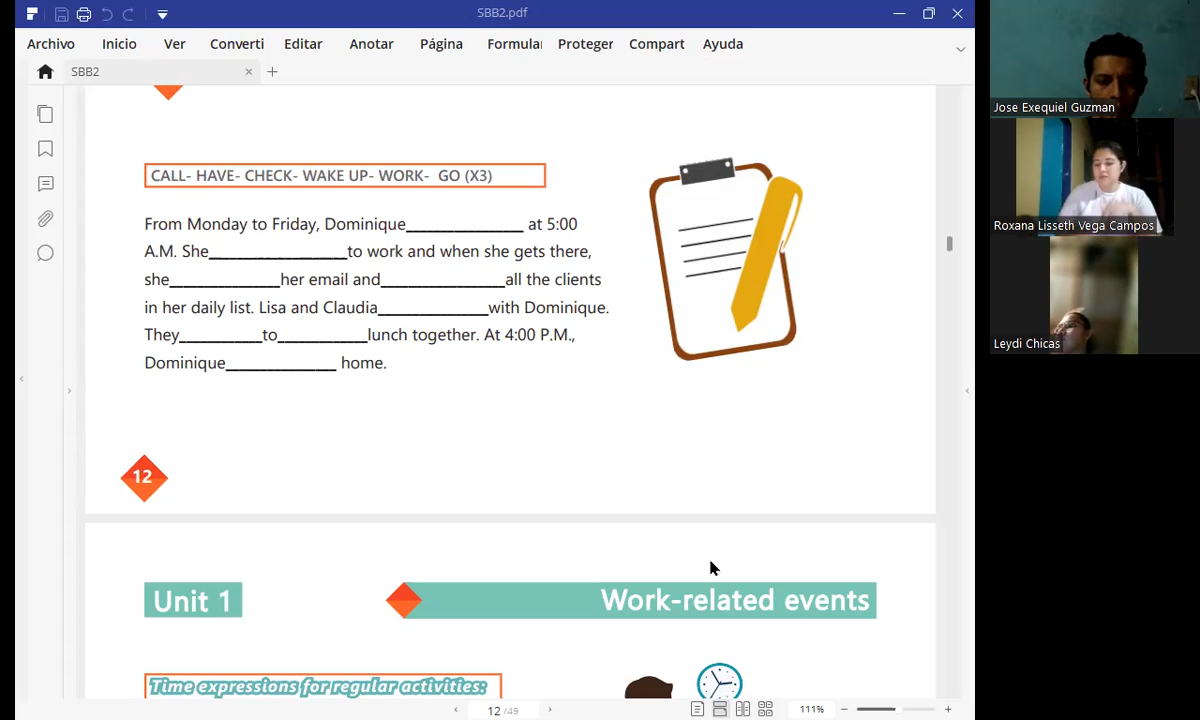 SBB2.pdf
Archivo Inicio Ver Converti Editar Anotar Página Formular Proteger Compart Ayuda
SBB2
CALL- HAVE- CHECK- WAKE UP- WORK- GO (X3)
From Monday to Friday, Dominique______________ at 5:00
A.M. She________________to work and when she gets there,
she_____________her email and_______________all the clients
in her daily list. Lisa and Claudia_____________with Dominique.
They__________to___________lunch together. At 4:00 P.M.,
Dominique_____________ home.
12
Unit 1
Work-related events
Time expressions for regular activities:
12 /49
111%
Jose Exequiel Guzman
Roxana Lisseth Vega Campos
Leydi Chicas